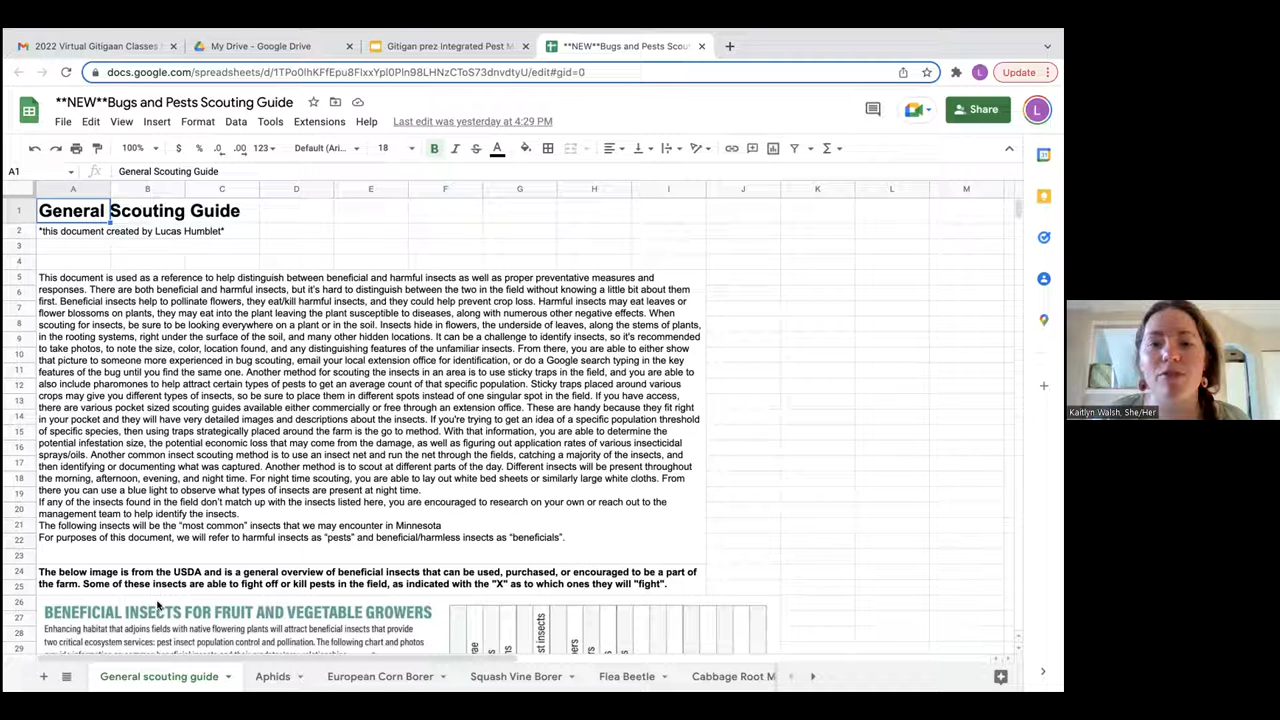 2022 Virtual Gitigaan Classes
My Drive - Google Drive
Gitigan prez Integrated Pest M
**NEW**Bugs and Pests Scou
docs.google.com/spreadsheets/d/1TPo0lhKFfEpu8FlxxYpl0Pln98LHNzCToS73dnvdtyU/edit#gid=0
L
Update
**NEW**Bugs and Pests Scouting Guide
Share
L
File Edit View Insert Format Data Tools Extensions Help Last edit was yesterday at 4:29 PM
100% $ % .0 .00 123 Default (Ari... 18 B I S A
A1 fx General Scouting Guide
A B C D E F G H I J K L M
1 General Scouting Guide
2 *this document created by Lucas Humblet*
3
4
5 This document is used as a reference to help distinguish between beneficial and harmful insects as well as proper preventative measures and
6 responses. There are both beneficial and harmful insects, but it's hard to distinguish between the two in the field without knowing a little bit about them
7 first. Beneficial insects help to pollinate flowers, they eat/kill harmful insects, and they could help prevent crop loss. Harmful insects may eat leaves or
flower blossoms on plants, they may eat into the plant leaving the plant susceptible to diseases, along with numerous other negative effects. When
8 scouting for insects, be sure to be looking everywhere on a plant or in the soil. Insects hide in flowers, the underside of leaves, along the stems of plants,
9 in the rooting systems, right under the surface of the soil, and many other hidden locations. It can be a challenge to identify insects, so it's recommended
10 to take photos, to note the size, color, location found, and any distinguishing features of the unfamiliar insects. From there, you are able to either show
11 that picture to someone more experienced in bug scouting, email your local extension office for identification, or do a Google search typing in the key
features of the bug until you find the same one. Another method for scouting the insects in an area is to use sticky traps in the field, and you are able to
12 also include pharomones to help attract certain types of pests to get an average count of that specific population. Sticky traps placed around various
13 crops may give you different types of insects, so be sure to place them in different spots instead of one singular spot in the field. If you have access,
there are various pocket sized scouting guides available either commercially or free through an extension office. These are handy because they fit right
14 in your pocket and they will have very detailed images and descriptions about the insects. If you're trying to get an idea of a specific population threshold
15 of specific species, then using traps strategically placed around the farm is the go to method. With that information, you are able to determine the
16 potential infestation size, the potential economic loss that may come from the damage, as well as figuring out application rates of various insecticidal
17 sprays/oils. Another common insect scouting method is to use an insect net and run the net through the fields, catching a majority of the insects, and
then identifying or documenting what was captured. Another method is to scout at different parts of the day. Different insects will be present throughout
18 the morning, afternoon, evening, and night time. For night time scouting, you are able to lay out white bed sheets or similarly large white cloths. From
19 there you can use a blue light to observe what types of insects are present at night time.
20 If any of the insects found in the field don't match up with the insects listed here, you are encouraged to research on your own or reach out to the
management team to help identify the insects.
21 The following insects will be the "most common" insects that we may encounter in Minnesota
22 For purposes of this document, we will refer to harmful insects as "pests" and beneficial/harmless insects as "beneficials".
23
24 The below image is from the USDA and is a general overview of beneficial insects that can be used, purchased, or encouraged to be a part of
25 the farm. Some of these insects are able to fight off or kill pests in the field, as indicated with the "X" as to which ones they will "fight".
26
27 BENEFICIAL INSECTS FOR FRUIT AND VEGETABLE GROWERS
28 Enhancing habitat that adjoins fields with native flowering plants will attract beneficial insects that provide
29 two critical ecosystem services: pest insect population control and pollination. The following chart and photos
General scouting guide Aphids European Corn Borer Squash Vine Borer Flea Beetle Cabbage Root M
Kaitlyn Walsh, She/Her